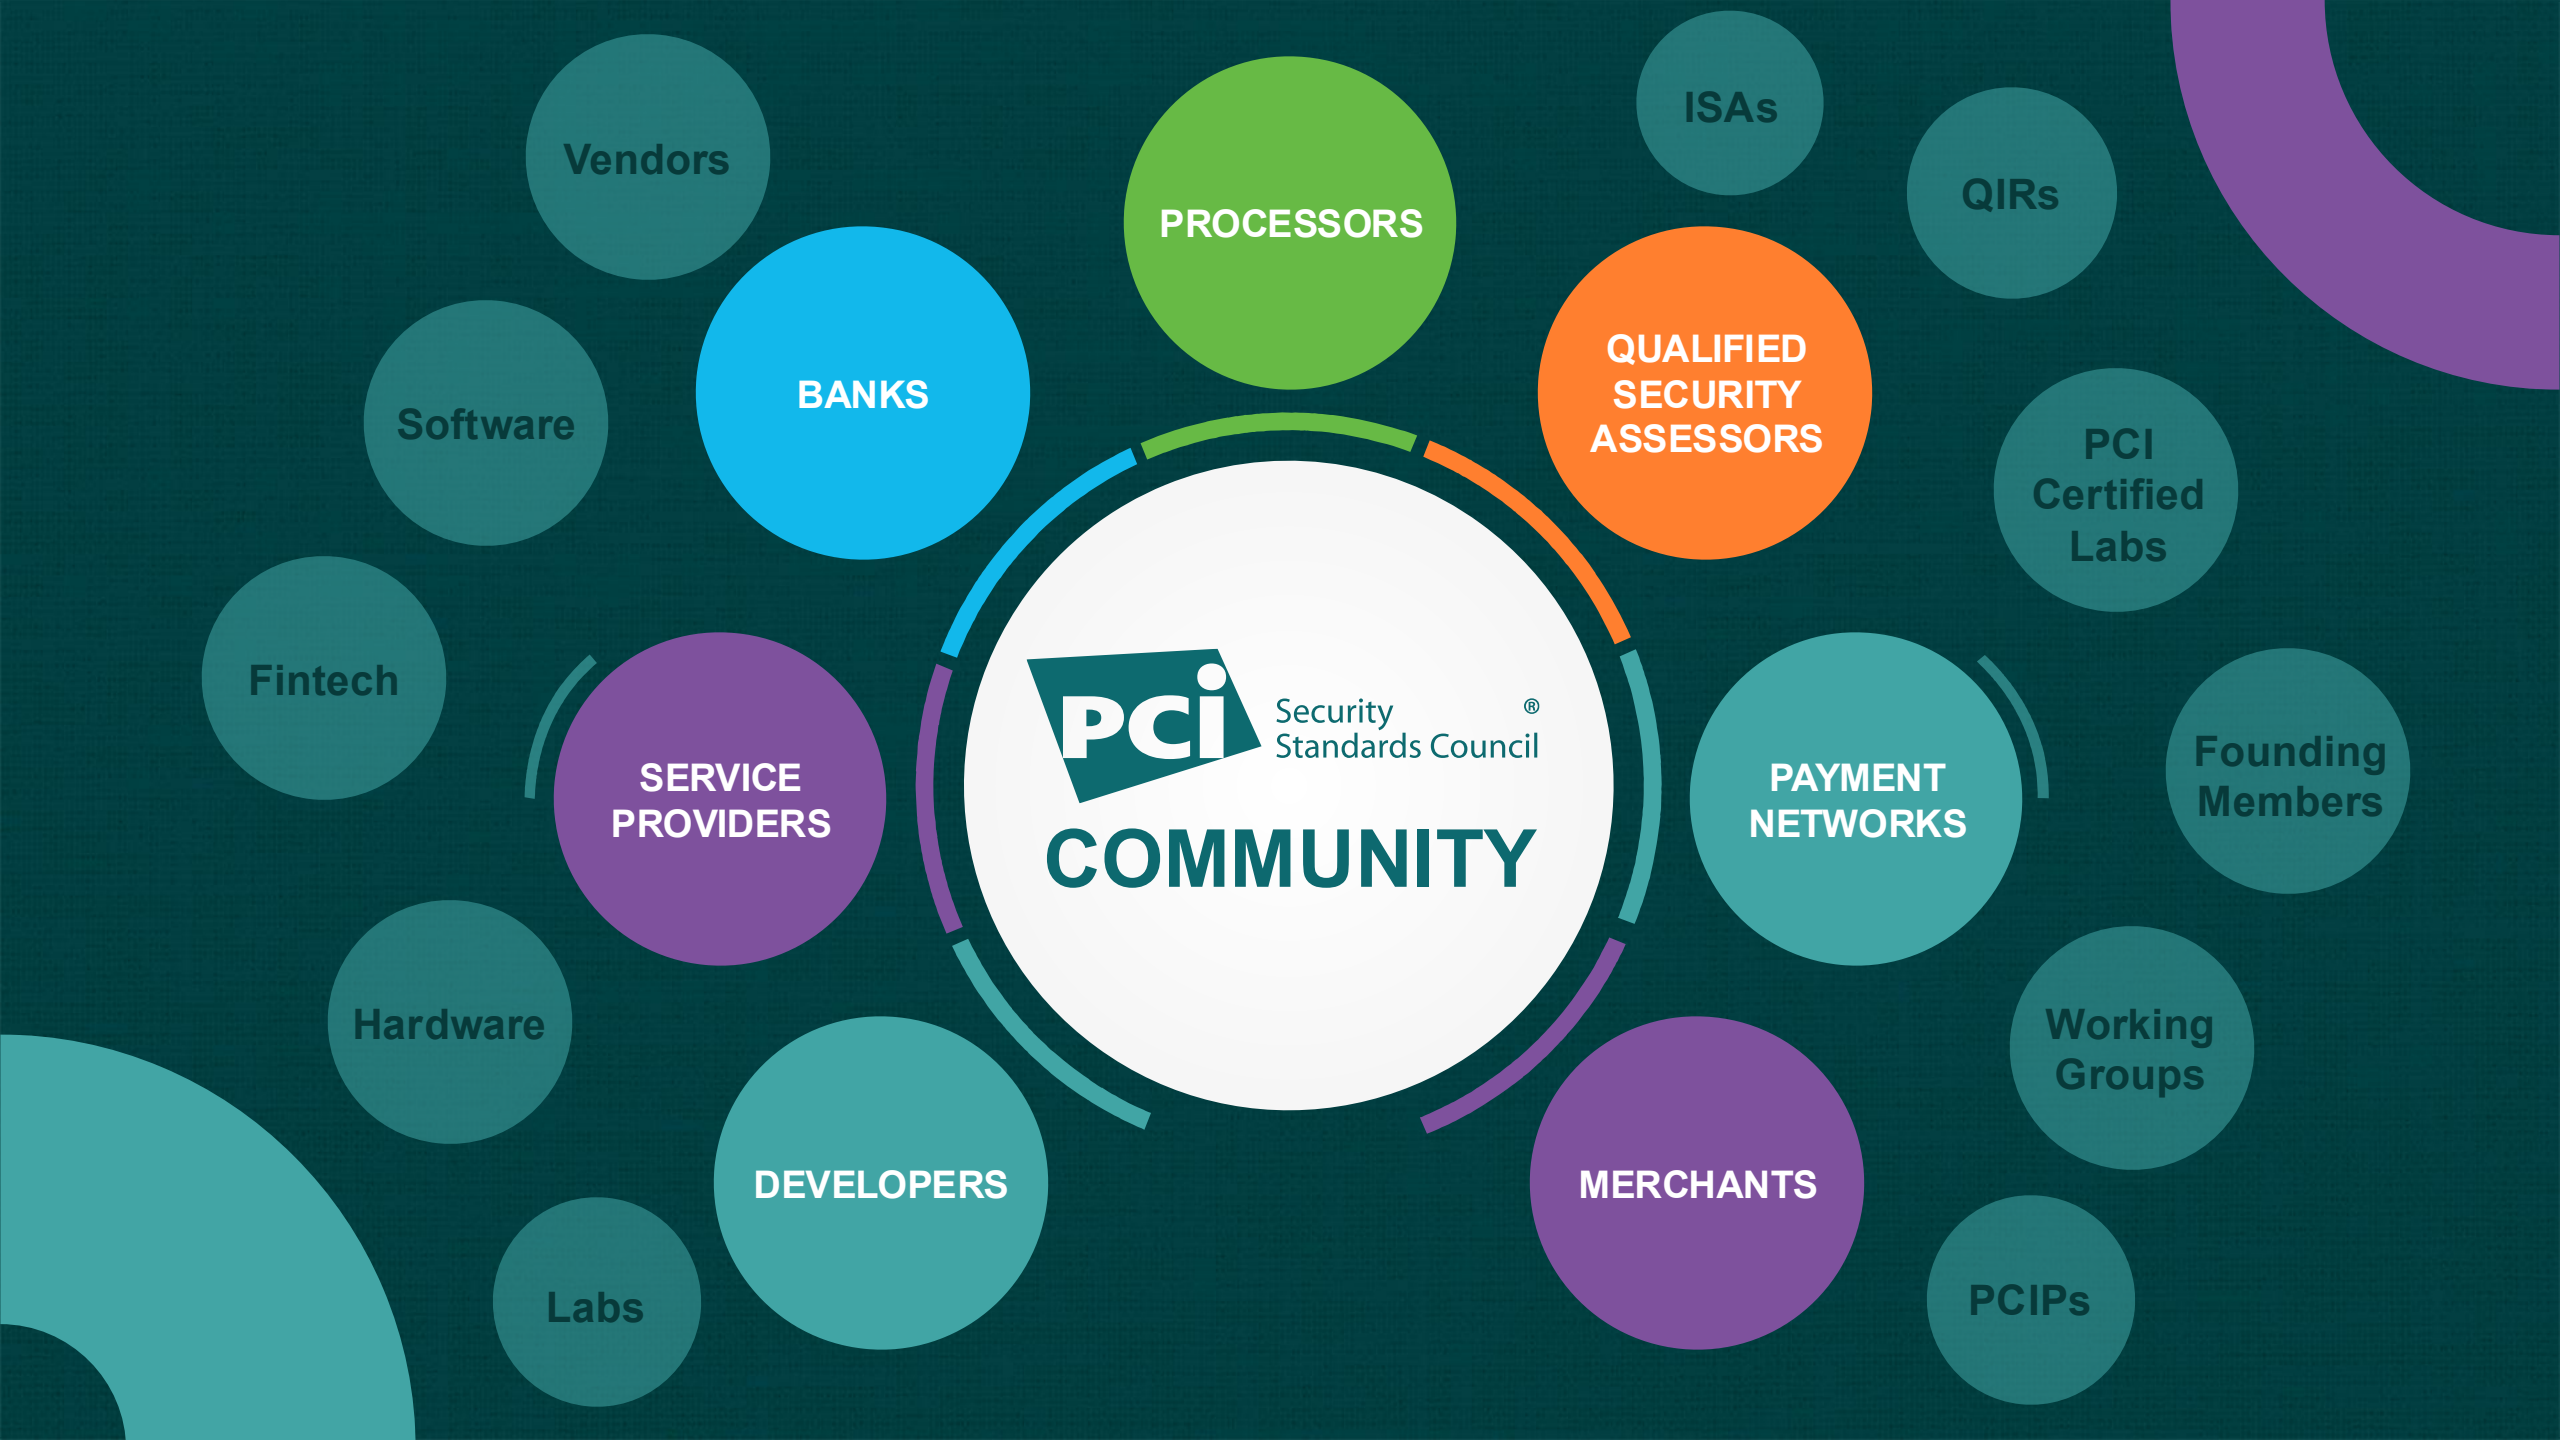 Vendors
PROCESSORS
ISAs
QIRs
BANKS
Software
QUALIFIED
SECURITY
ASSESSORS
PCI
Certified
Labs
Fintech
SERVICE
PROVIDERS
PCi
Security ®
Standards Council
COMMUNITY
PAYMENT
NETWORKS
Founding
Members
Hardware
Working
Groups
DEVELOPERS
MERCHANTS
Labs
PCIPs